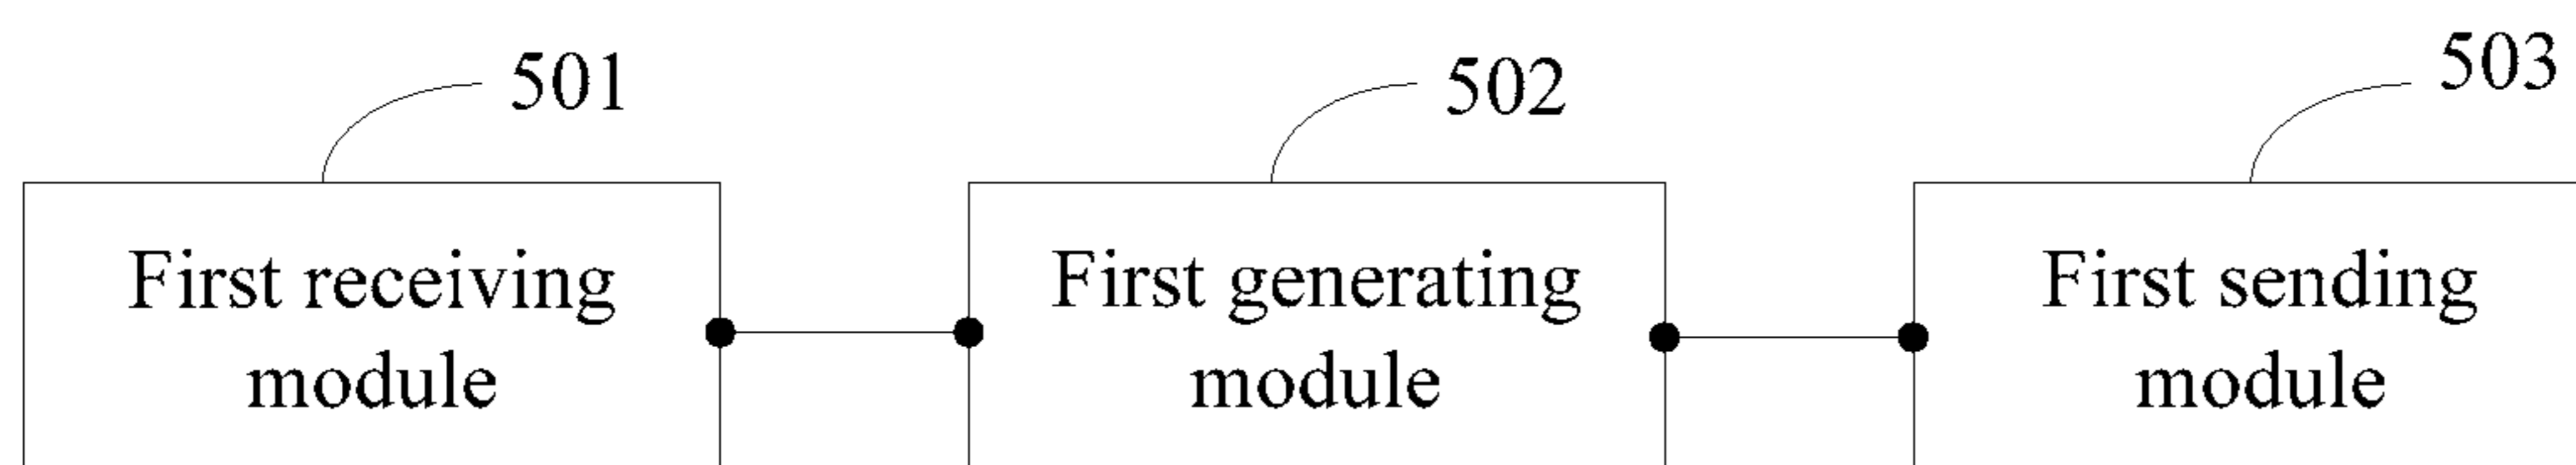 501
502
503
First receiving
module
First generating
module
First sending
module